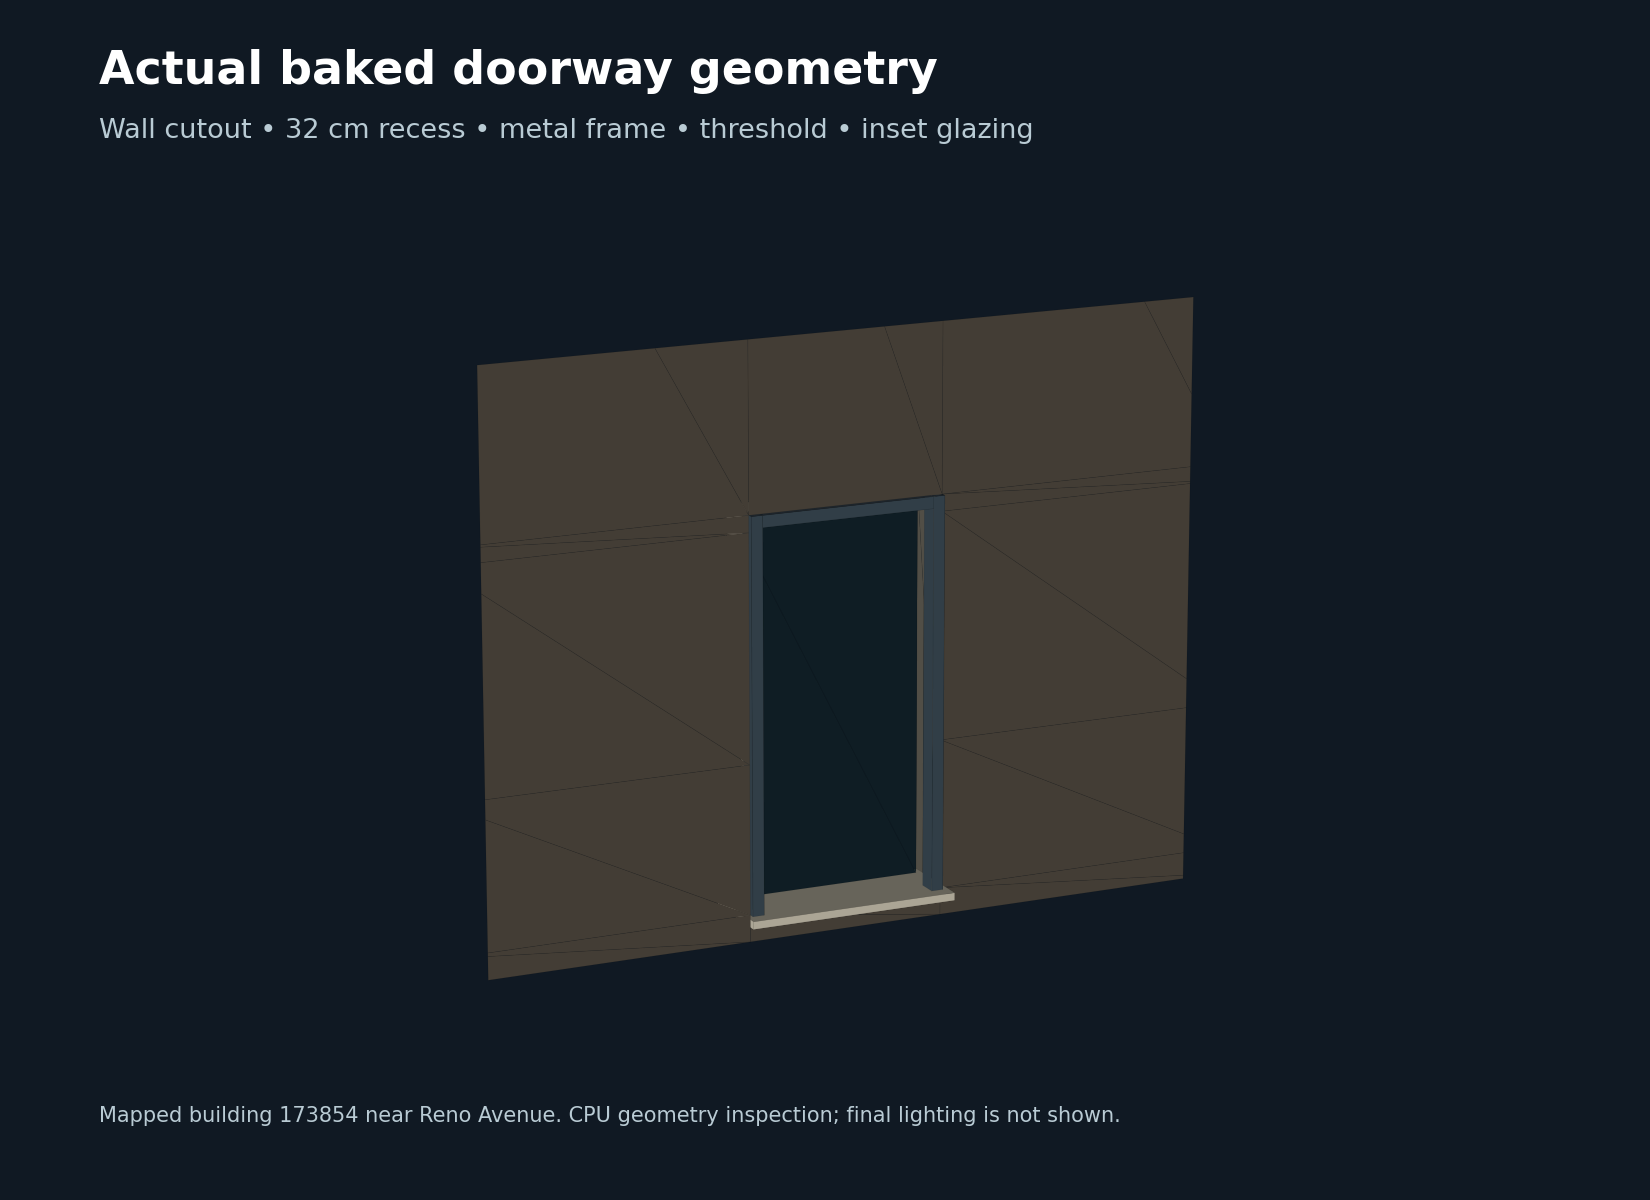 Actual baked doorway geometry
Wall cutout • 32 cm recess • metal frame • threshold • inset glazing
Mapped building 173854 near Reno Avenue. CPU geometry inspection; final lighting is not shown.